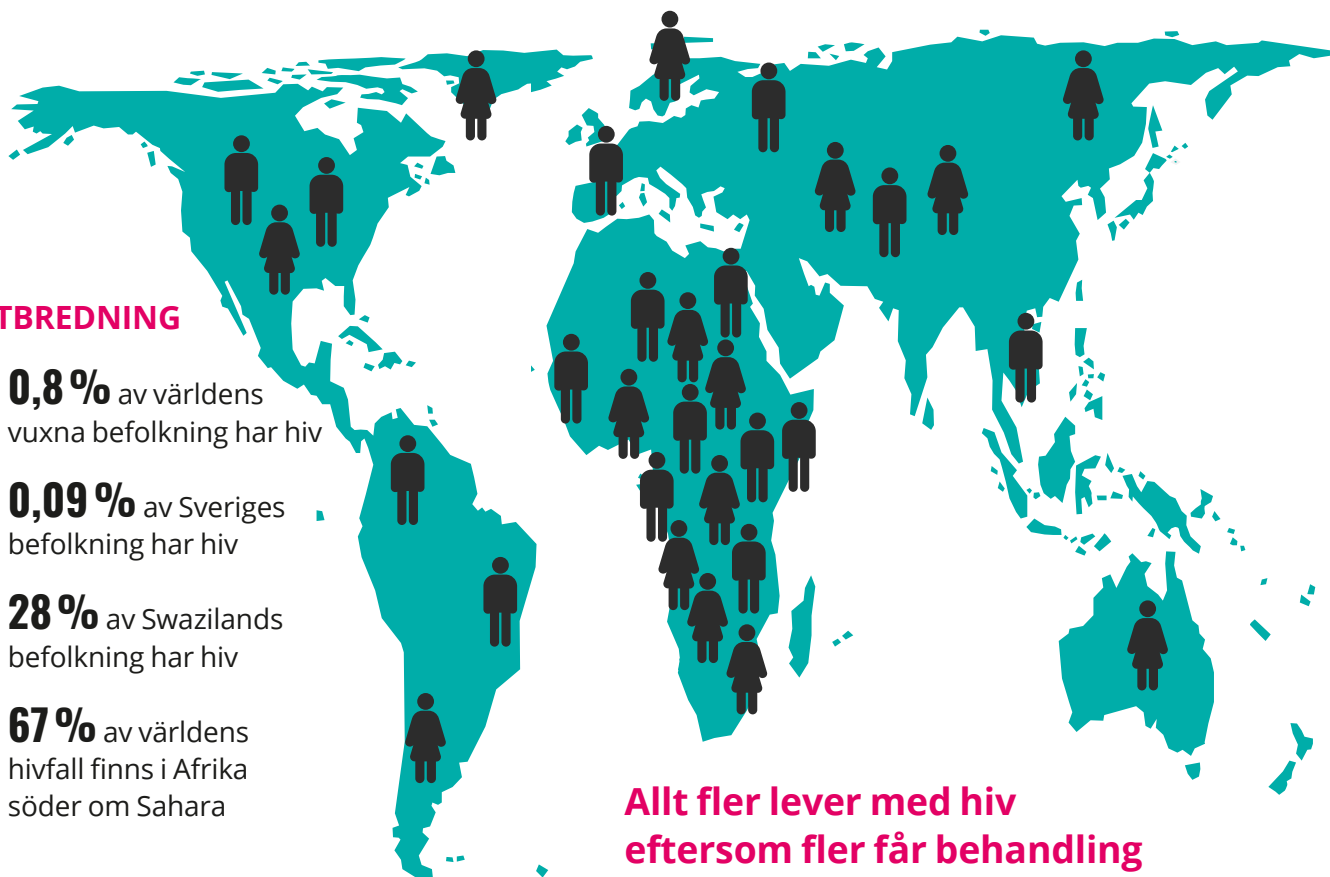 TBREDNING
0,8 % av världens
vuxna befolkning har hiv
0,09 % av Sveriges
befolkning har hiv
28 % av Swazilands
befolkning har hiv
67 % av världens
hivfall finns i Afrika
söder om Sahara
Allt fler lever med hiv
eftersom fler får behandling